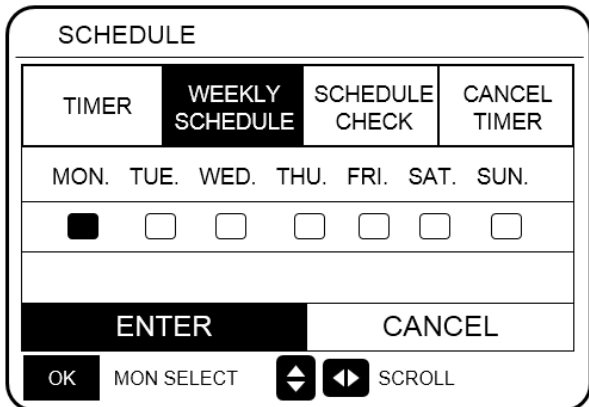 SCHEDULE
TIMER
WEEKLY SCHEDULE
SCHEDULE CHECK
CANCEL TIMER
MON. TUE. WED. THU. FRI. SAT. SUN.
ENTER CANCEL
OK MON SELECT SCROLL